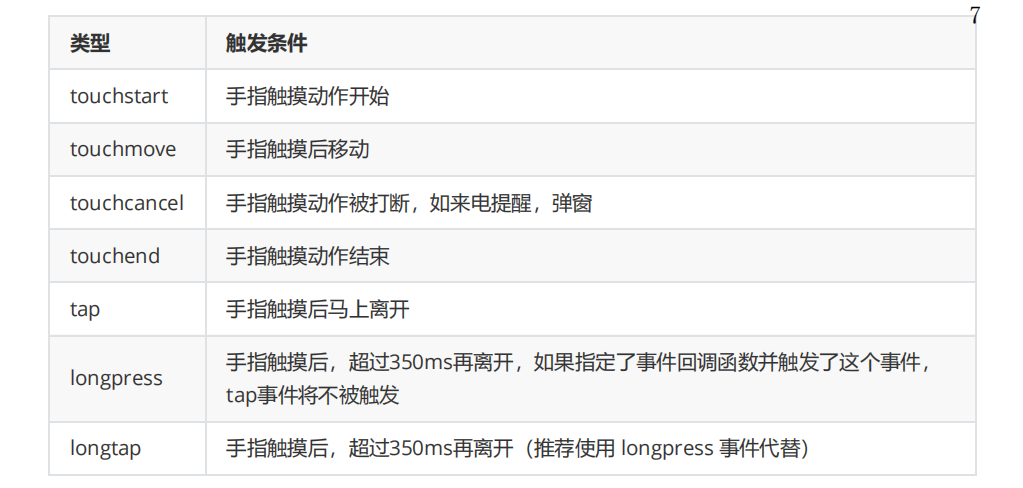 7
类型 触发条件
touchstart 手指触摸动作开始
touchmove 手指触摸后移动
touchcancel 手指触摸动作被打断，如来电提醒，弹窗
touchend 手指触摸动作结束
tap 手指触摸后马上离开
longpress 手指触摸后，超过350ms再离开，如果指定了事件回调函数并触发了这个事件，
tap事件将不被触发
longtap 手指触摸后，超过350ms再离开（推荐使用 longpress 事件代替）